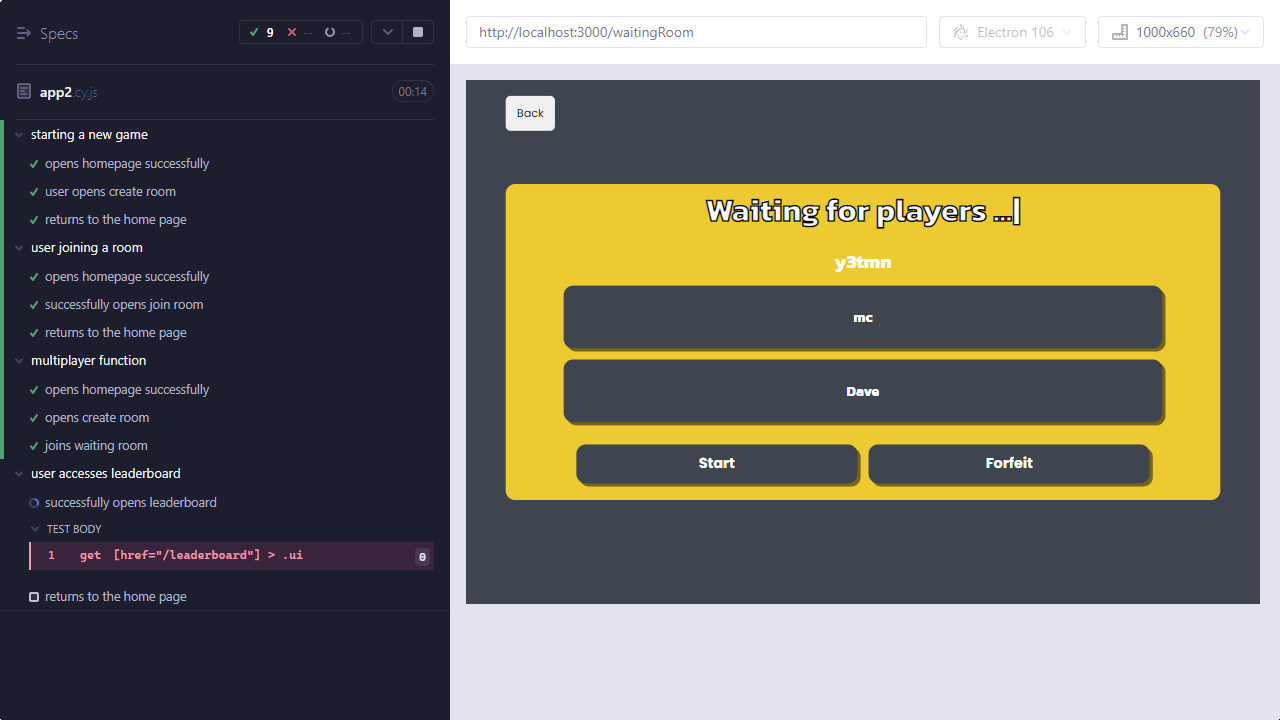 Specs
9
--
--
app2.cy.js
00:14
starting a new game
opens homepage successfully
user opens create room
returns to the home page
user joining a room
opens homepage successfully
successfully opens join room
returns to the home page
multiplayer function
opens homepage successfully
opens create room
joins waiting room
user accesses leaderboard
successfully opens leaderboard
TEST BODY
1 get [href="/leaderboard"] > .ui 0
returns to the home page
http://localhost:3000/waitingRoom
Electron 106
1000x660 (79%)
Back
Waiting for players ...|
y3tmn
mc
Dave
Start Forfeit